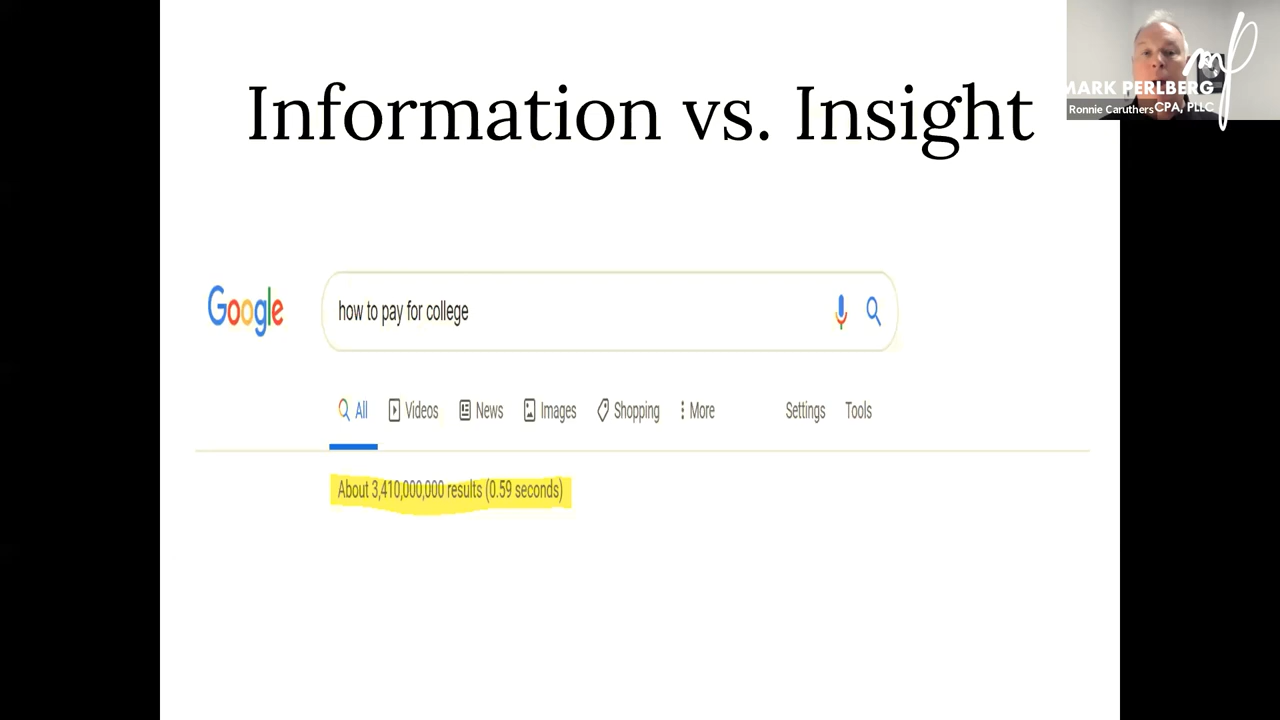 Information vs. Insight
MARK PERLBERG
Ronnie Caruthers
CPA, PLLC
Google
how to pay for college
All Videos News Images Shopping More Settings Tools
About 3,410,000,000 results (0.59 seconds)